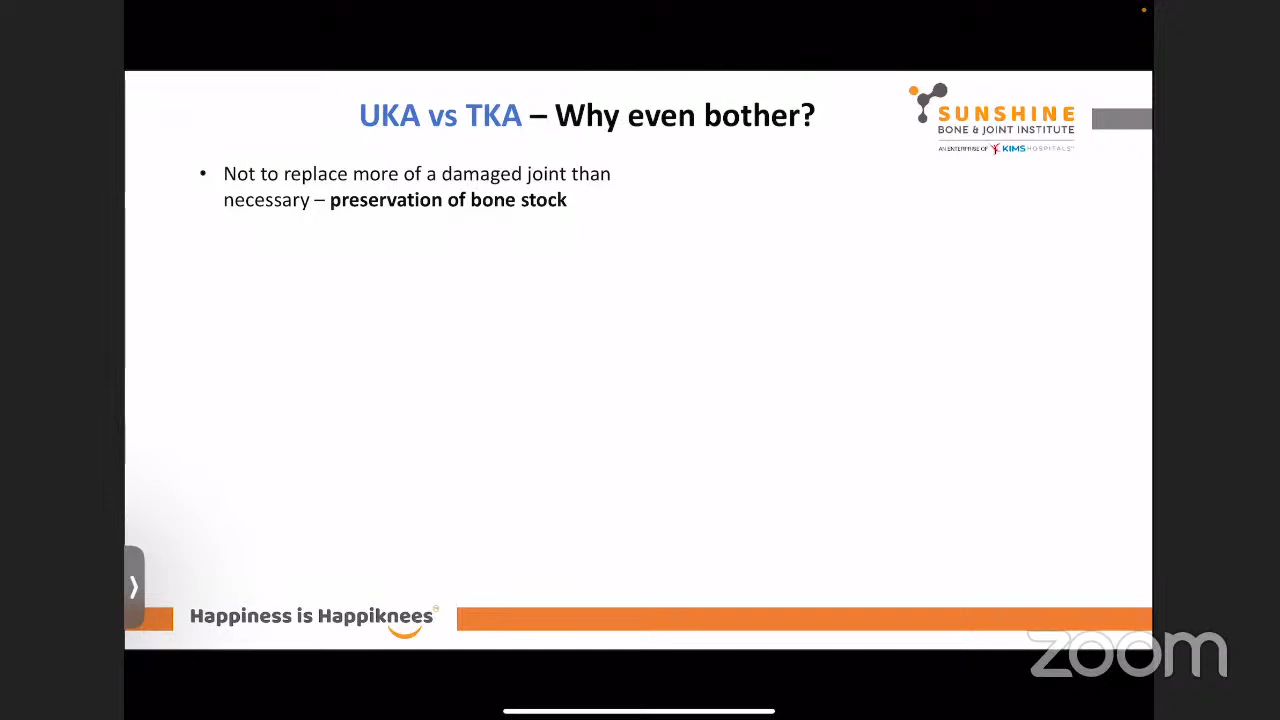 UKA vs TKA – Why even bother?
SUNSHINE
BONE & JOINT INSTITUTE
AN ENTERPRISE OF KIMS HOSPITALS
• Not to replace more of a damaged joint than
necessary – preservation of bone stock
Happiness is Happiknees
zoom